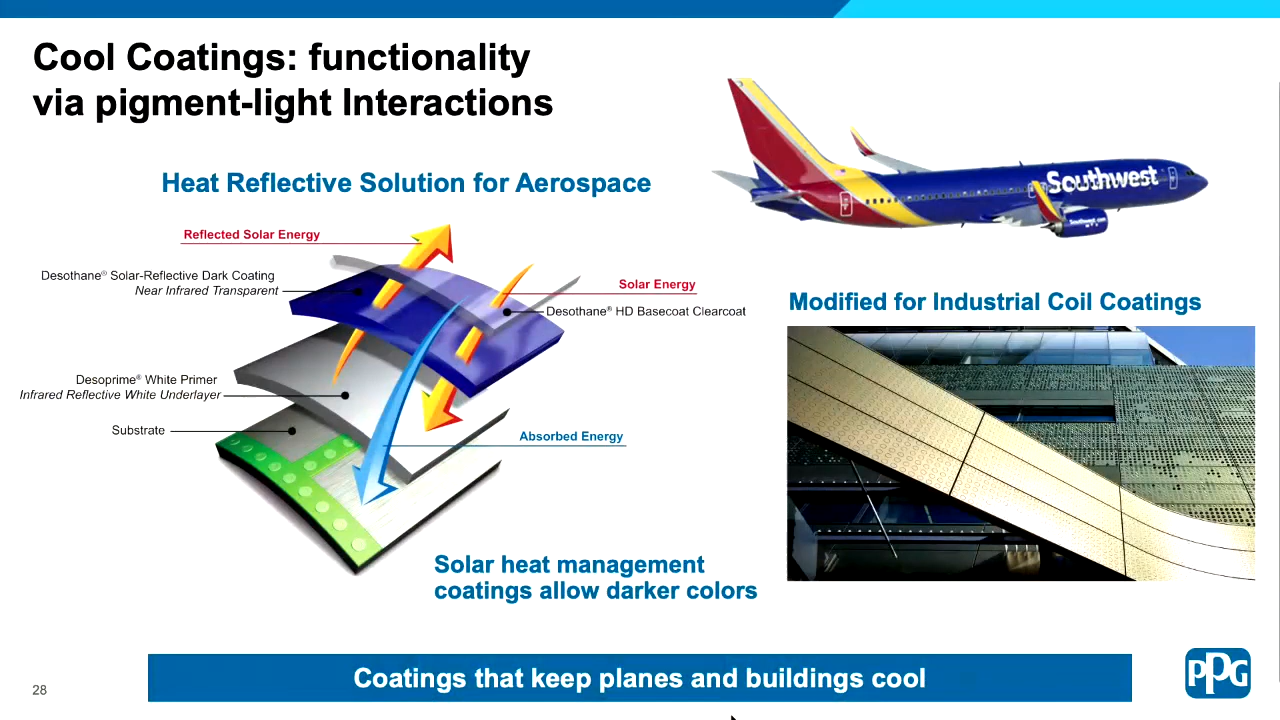 Cool Coatings: functionality
via pigment-light Interactions
Heat Reflective Solution for Aerospace
Reflected Solar Energy
Desothane® Solar-Reflective Dark Coating
Near Infrared Transparent
Solar Energy
Desothane® HD Basecoat Clearcoat
Desoprime® White Primer
Infrared Reflective White Underlayer
Substrate
Absorbed Energy
Solar heat management
coatings allow darker colors
Southwest
Southwest.com
Modified for Industrial Coil Coatings
Coatings that keep planes and buildings cool
28
PPG